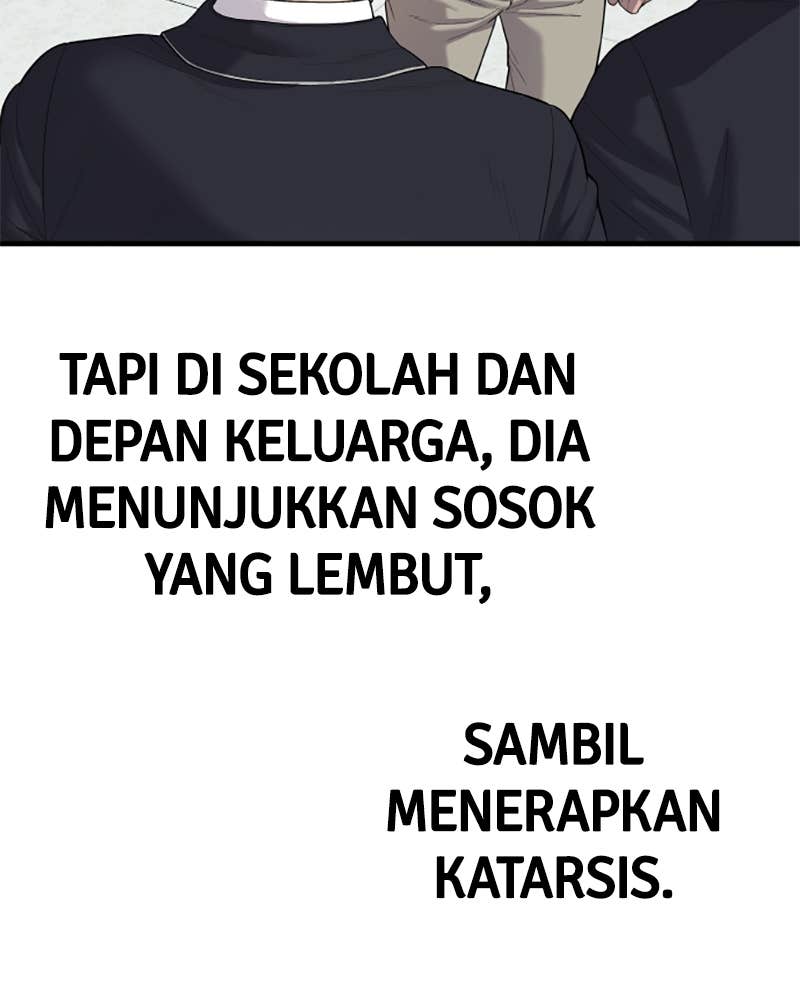 TAPI DI SEKOLAH DAN
DEPAN KELUARGA, DIA
MENUNJUKKAN SOSOK
YANG LEMBUT,
SAMBIL
MENERAPKAN
KATARSIS.